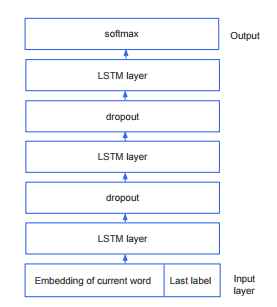 softmax
Output
LSTM layer
dropout
LSTM layer
dropout
LSTM layer
Embedding of current word
Last label
Input
layer